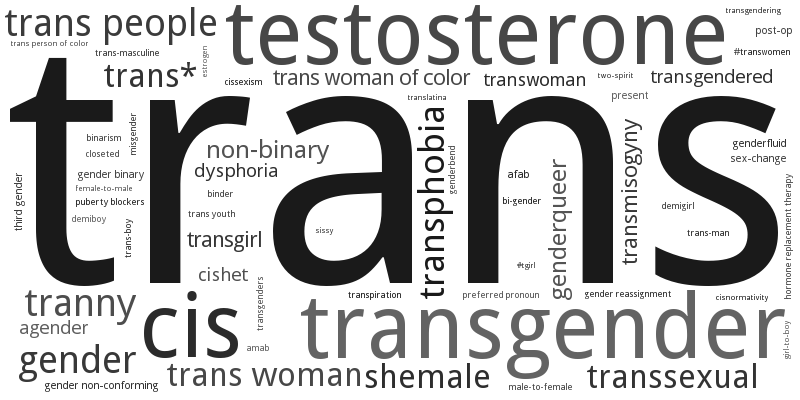 trans people
testosterone
transgendering
post-op
trans person of color
trans-masculine
estrogen
#transwomen
trans*
cissexism
trans woman of color
transwoman
two-spirit
transgendered
trans
translatina
present
binarism
misgender
closeted
non-binary
transphobia
genderbend
transmisogyny
genderfluid
sex-change
gender binary
dysphoria
afab
genderqueer
female-to-male
binder
puberty blockers
bi-gender
demigirl
third gender
demiboy
trans youth
trans-boy
transgirl
sissy
trans-man
hormone replacement therapy
cishet
#tgirl
transgenders
tranny
cis
transpiration
preferred pronoun
gender reassignment
cisnormativity
agender
transgender
girl-to-boy
amab
gender
gender non-conforming
trans woman
shemale
male-to-female
transsexual